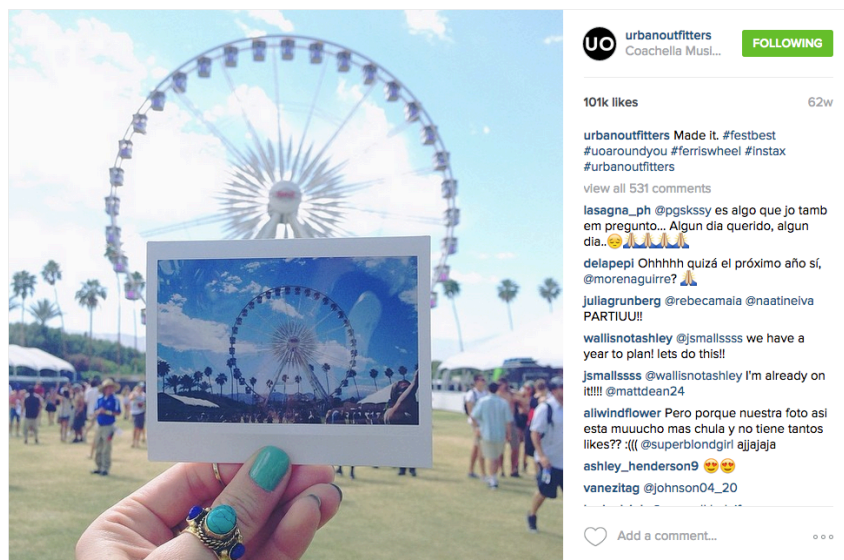 UO
urbanoutfitters
Coachella Musi...
FOLLOWING
101k likes
62w
urbanoutfitters Made it. #festbest
#uoaroundyou #ferriswheel #instax
#urbanoutfitters
view all 531 comments
lasagna_ph @pgskssy es algo que jo tamb
em pregunto... Algun dia querido, algun
dia..😔🙏🙏🙏🙏
delapepi Ohhhhh quizá el próximo año sí,
@morenaguirre? 🙏
juliagrunberg @rebecamaia @naatineiva
PARTIUU!!
wallisnotashley @jsmallssss we have a
year to plan! lets do this!!
jsmallssss @wallisnotashley I'm already on
it!!!! @mattdean24
aliwindflower Pero porque nuestra foto asi
esta muuucho mas chula y no tiene tantos
likes?? :((( @superblondgirl ajjajaja
ashley_henderson9 😍😍
vanezitag @johnson04_20
Add a comment...